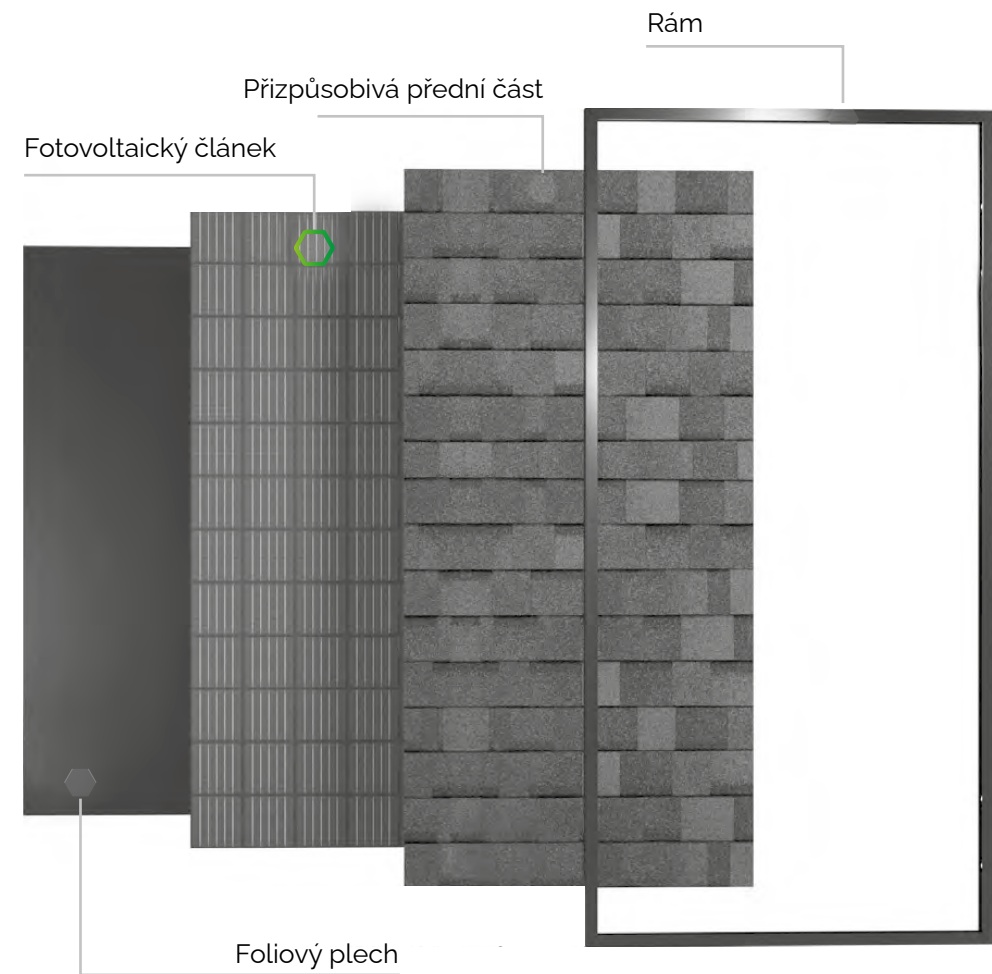 Rám
Přizpůsobivá přední část
Fotovoltaický článek
Foliový plech